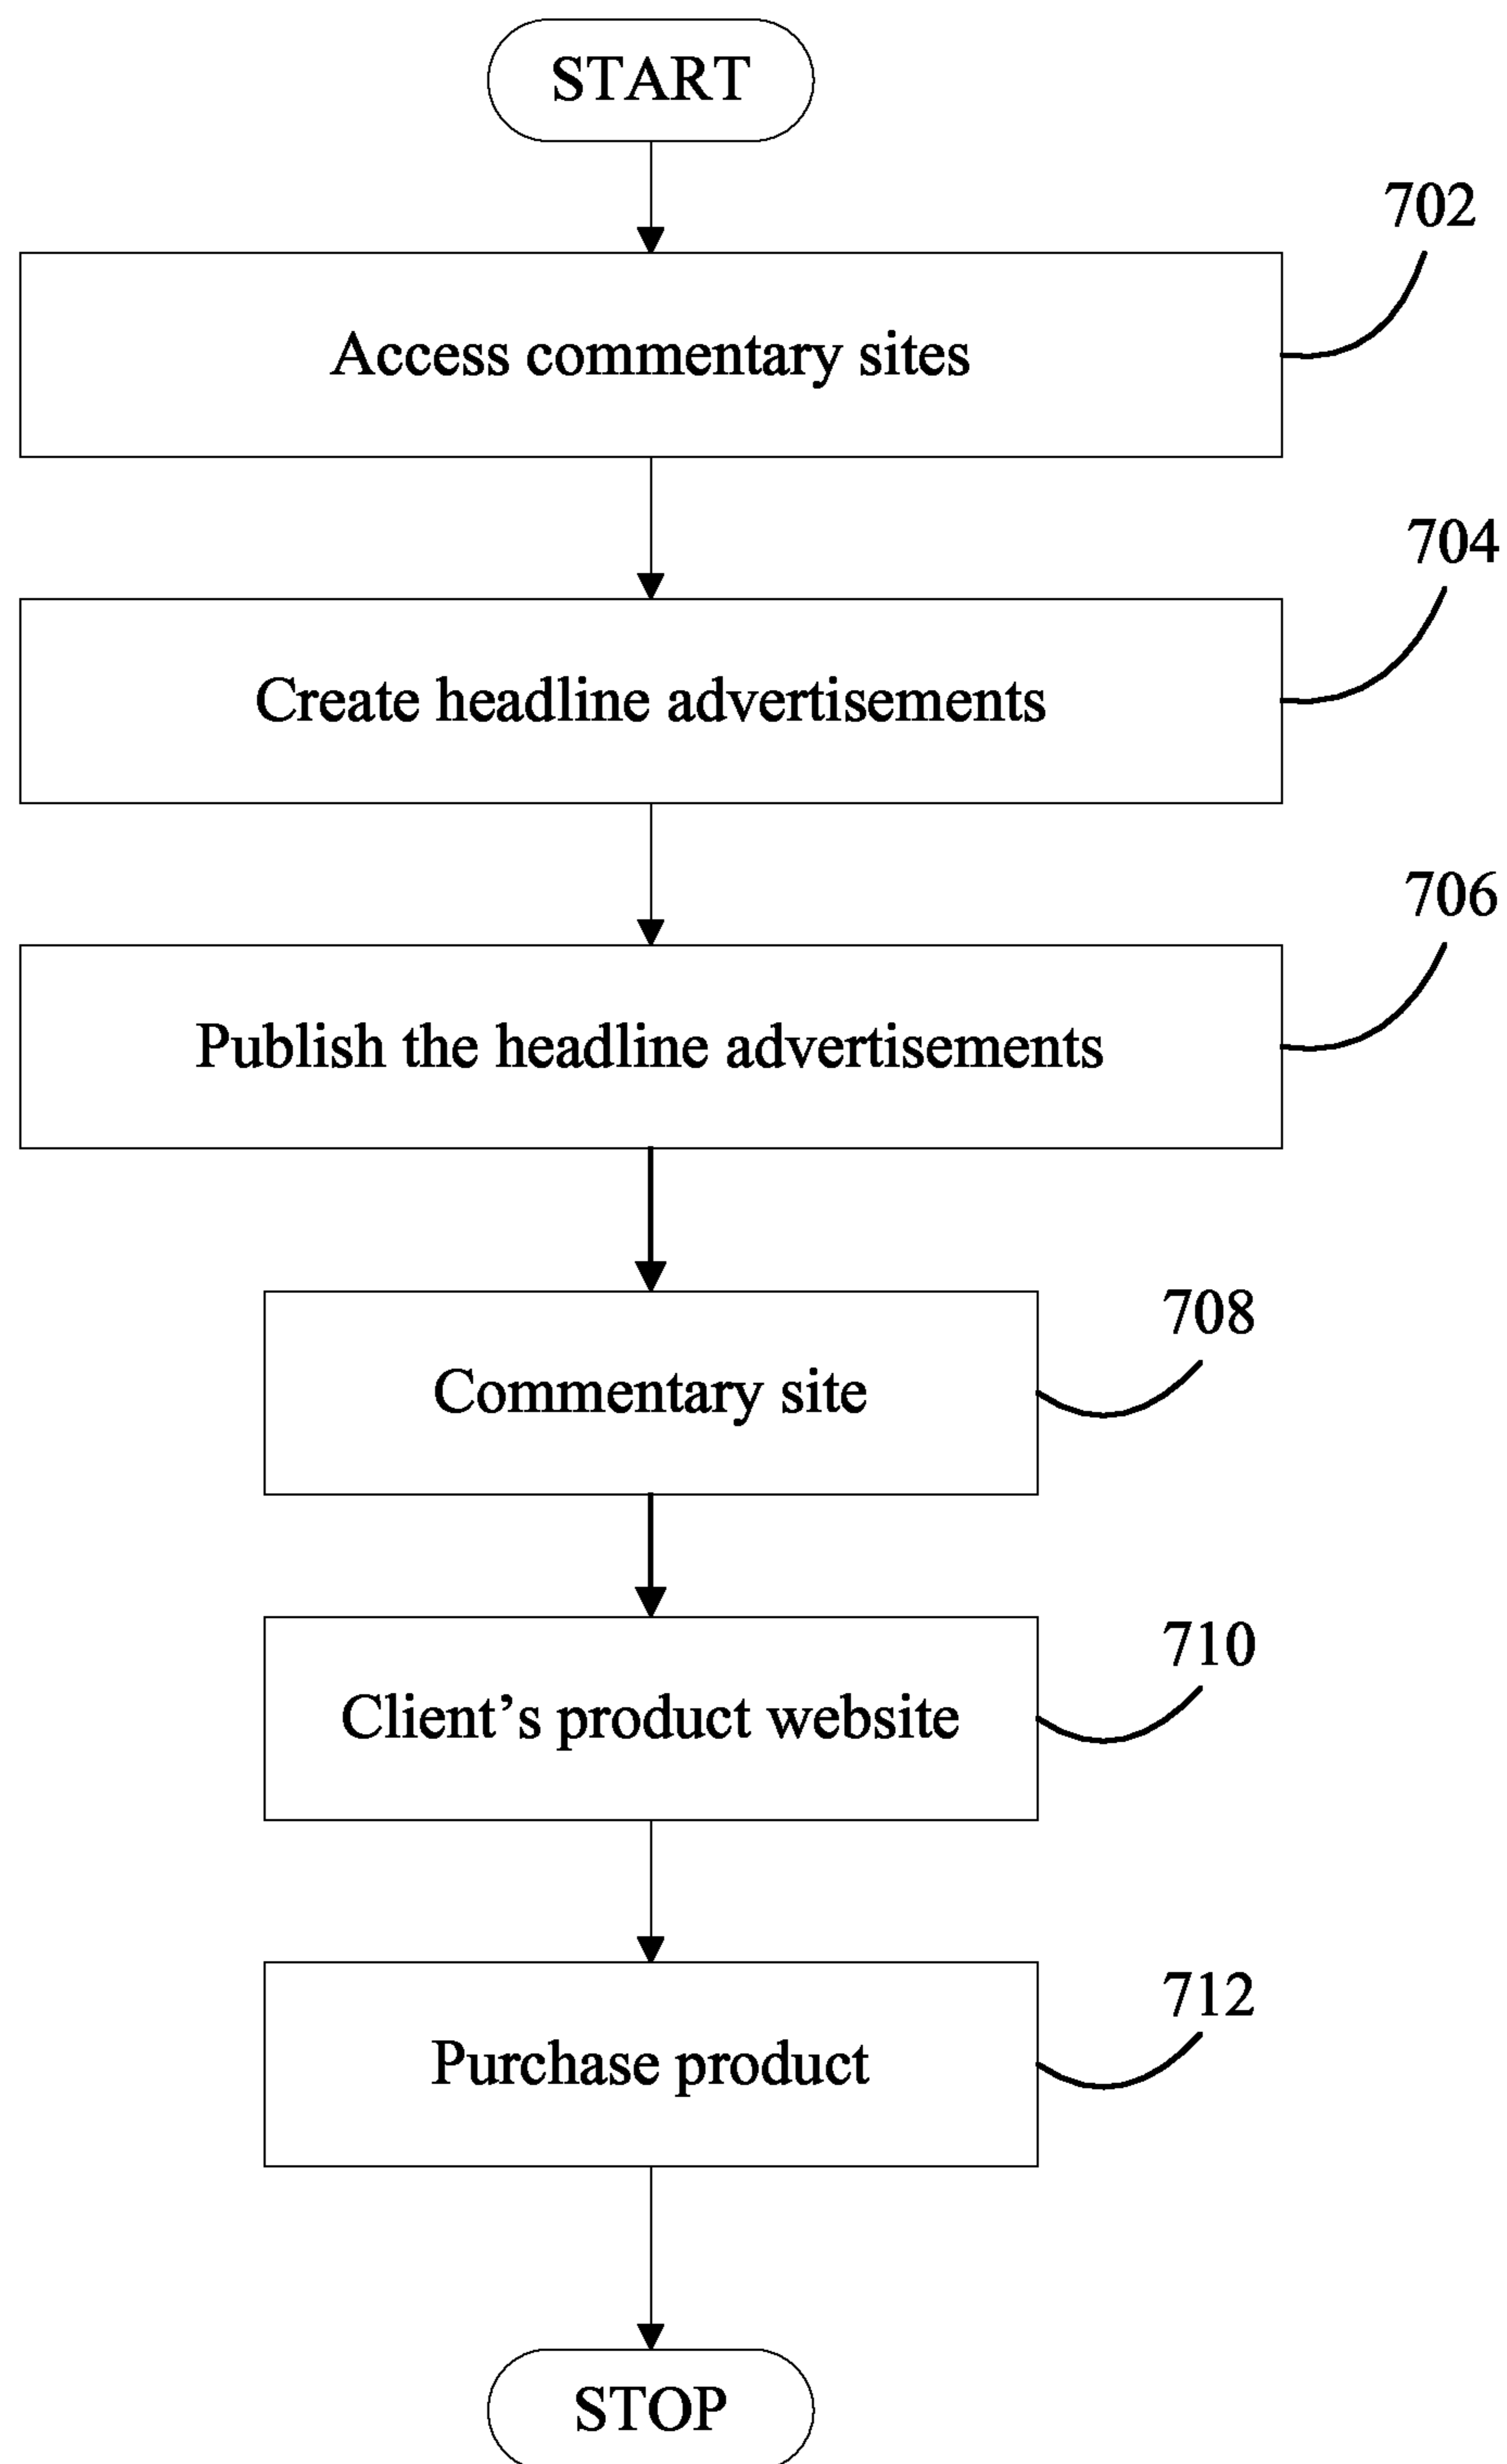 START
702
Access commentary sites
704
Create headline advertisements
706
Publish the headline advertisements
708
Commentary site
710
Client’s product website
712
Purchase product
STOP